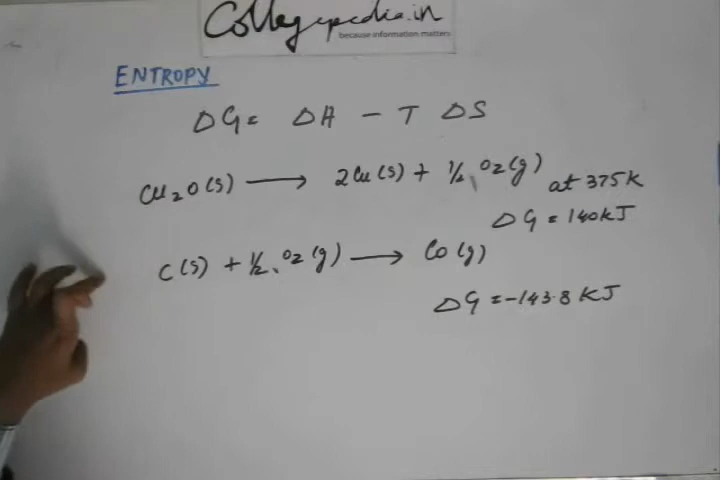 Collegepedia.in
because information matters
ENTROPY
ΔG = ΔH - T ΔS
Cu₂O(s) ⟶ 2Cu(s) + 1/2, O₂(g) at 375K
ΔG = 140KJ
C(s) + 1/2, O₂(g) ⟶ Co(g)
ΔG = -143.8 KJ